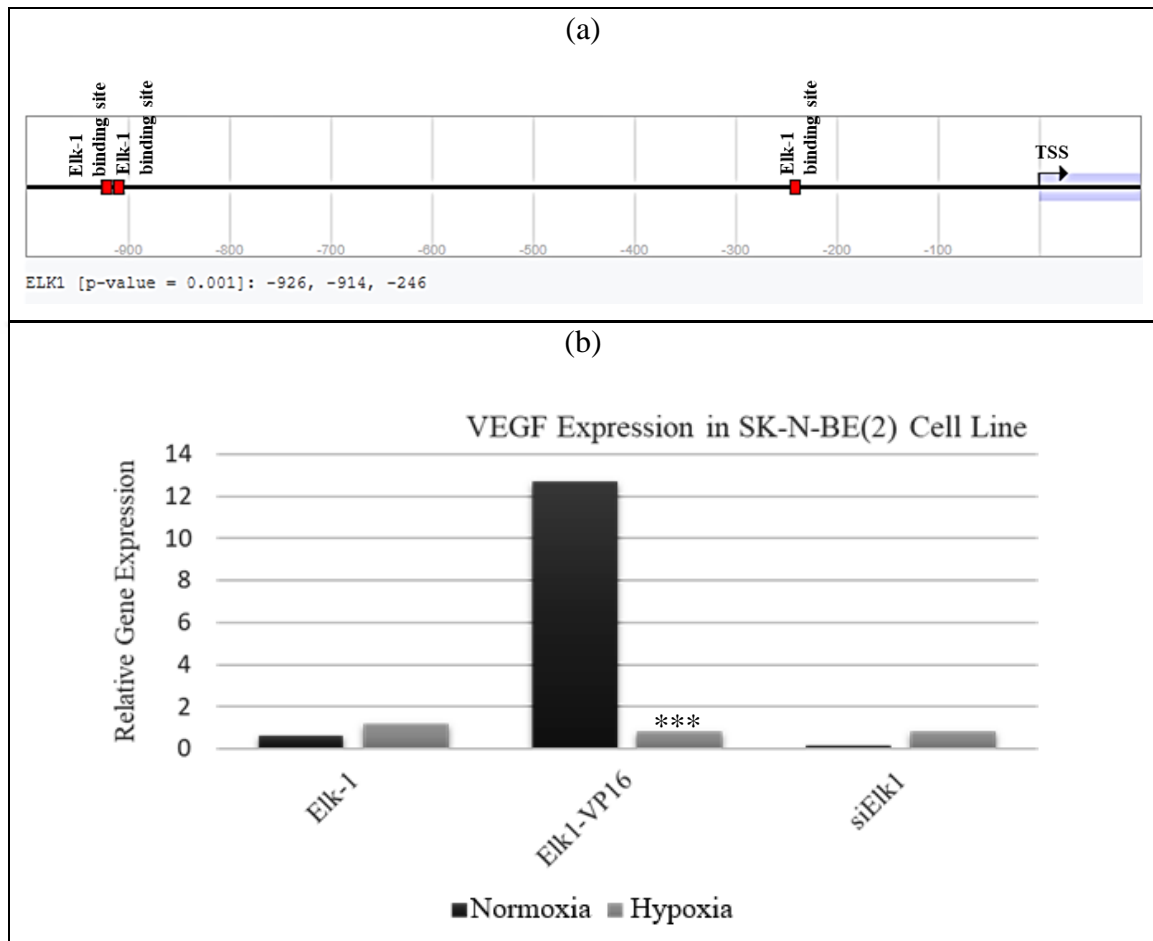 (a)
Elk-1
binding site
Elk-1
binding site
Elk-1
binding site
TSS
-900 -800 -700 -600 -500 -400 -300 -200 -100
ELK1 [p-value = 0.001]: -926, -914, -246
(b)
VEGF Expression in SK-N-BE(2) Cell Line
Relative Gene Expression
14
12
10
8
6
4
2
0
***
Elk-1
Elk1-VP16
siElk1
Normoxia Hypoxia